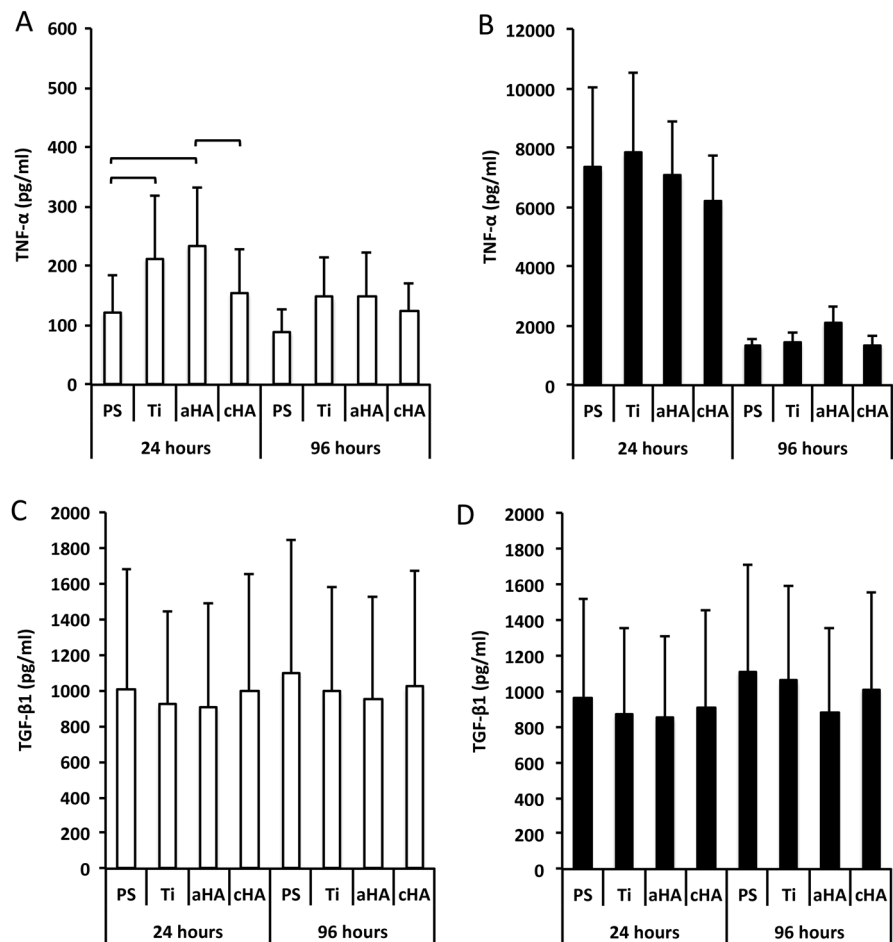 A
TNF-α (pg/ml)
600
500
400
300
200
100
0
PS Ti aHA cHA PS Ti aHA cHA
24 hours 96 hours
B
TNF-α (pg/ml)
12000
10000
8000
6000
4000
2000
0
PS Ti aHA cHA PS Ti aHA cHA
24 hours 96 hours
C
TGF-β1 (pg/ml)
2000
1800
1600
1400
1200
1000
800
600
400
200
0
PS Ti aHA cHA PS Ti aHA cHA
24 hours 96 hours
D
TGF-β1 (pg/ml)
2000
1800
1600
1400
1200
1000
800
600
400
200
0
PS Ti aHA cHA PS Ti aHA cHA
24 hours 96 hours